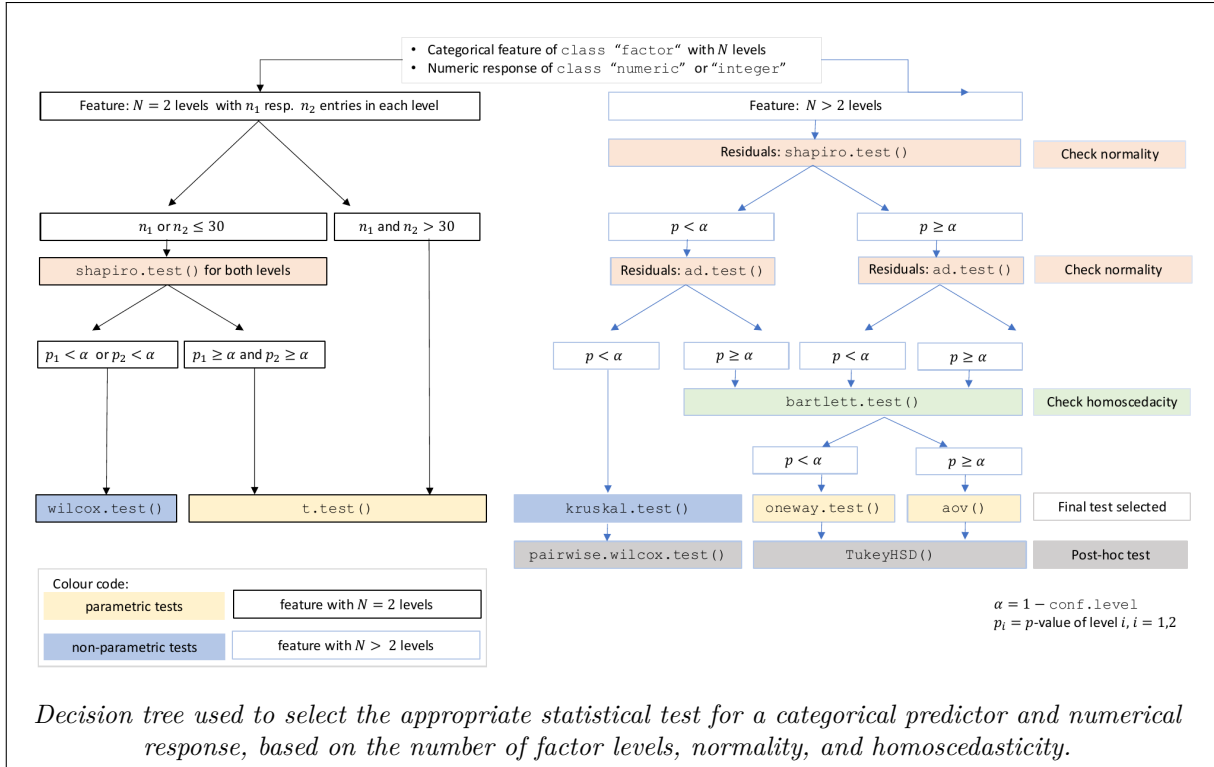 • Categorical feature of class “factor“ with N levels
• Numeric response of class “numeric” or “integer”
Feature: N = 2 levels with n₁ resp. n₂ entries in each level
Feature: N > 2 levels
Residuals: shapiro.test()
Check normality
n₁ or n₂ ≤ 30
n₁ and n₂ > 30
p < α
p ≥ α
shapiro.test() for both levels
Residuals: ad.test()
Residuals: ad.test()
Check normality
p₁ < α or p₂ < α
p₁ ≥ α and p₂ ≥ α
p < α
p ≥ α
p < α
p ≥ α
bartlett.test()
Check homoscedacity
p < α
p ≥ α
wilcox.test()
t.test()
kruskal.test()
oneway.test()
aov()
Final test selected
pairwise.wilcox.test()
TukeyHSD()
Post-hoc test
Colour code:
parametric tests
feature with N = 2 levels
non-parametric tests
feature with N > 2 levels
α = 1 − conf.level
pᵢ = p-value of level i, i = 1,2
Decision tree used to select the appropriate statistical test for a categorical predictor and numerical
response, based on the number of factor levels, normality, and homoscedasticity.